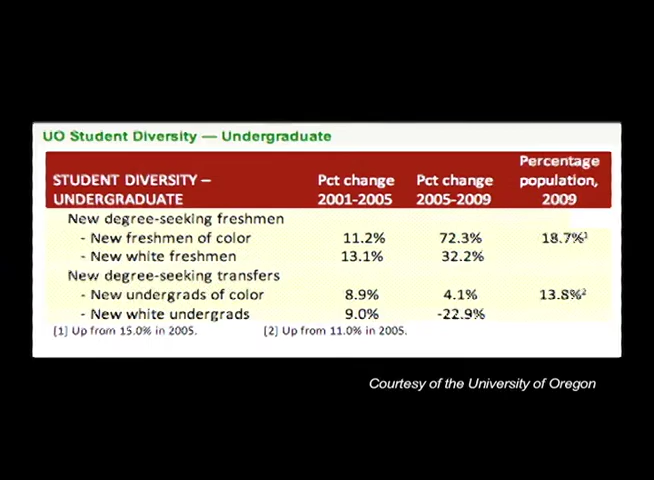 UO Student Diversity — Undergraduate
STUDENT DIVERSITY – UNDERGRADUATE Pct change 2001-2005 Pct change 2005-2009 Percentage population, 2009
New degree-seeking freshmen
- New freshmen of color 11.2% 72.3% 18.7%¹
- New white freshmen 13.1% 32.2%
New degree-seeking transfers
- New undergrads of color 8.9% 4.1% 13.8%²
- New white undergrads 9.0% -22.9%
(1) Up from 15.0% in 2005. (2) Up from 11.0% in 2005.
Courtesy of the University of Oregon